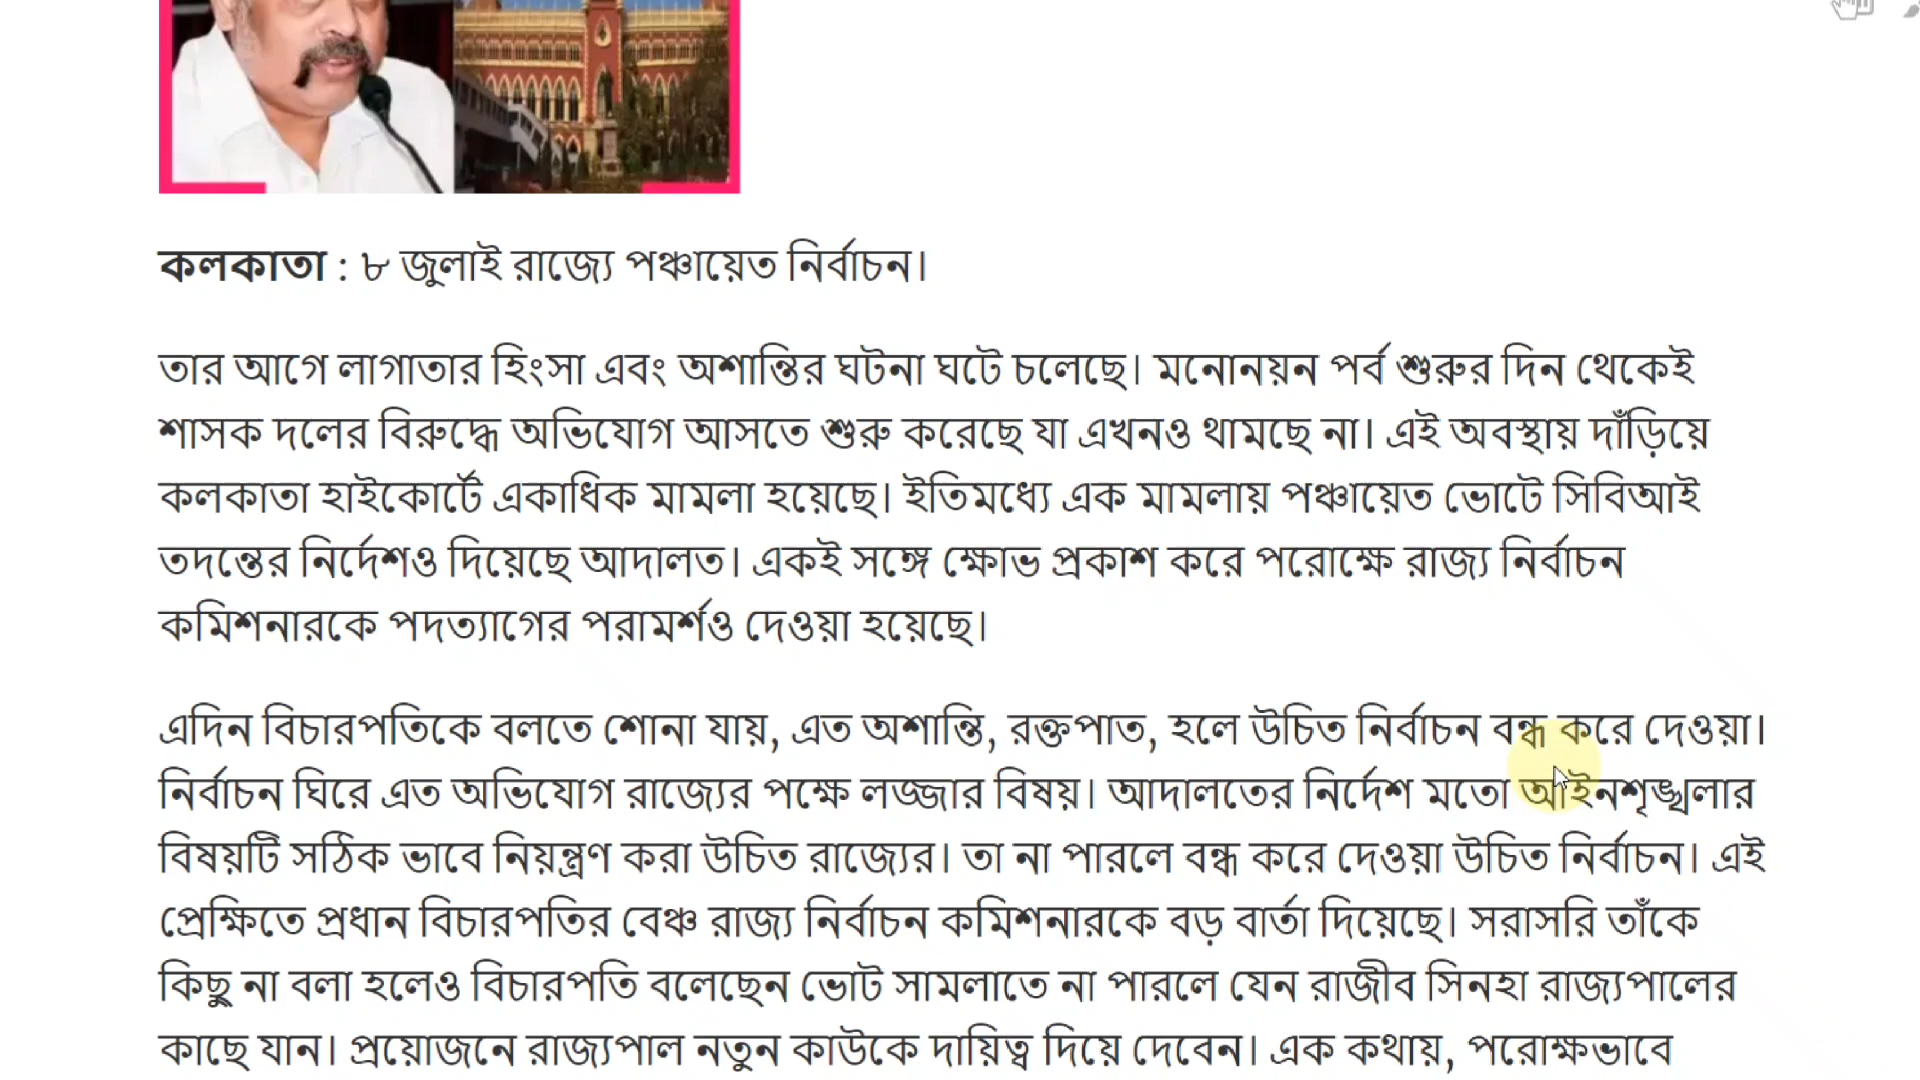 কলকাতা : ৮ জুলাই রাজ্যে পঞ্চায়েত নির্বাচন।
তার আগে লাগাতার হিংসা এবং অশান্তির ঘটনা ঘটে চলেছে। মনোনয়ন পর্ব শুরুর দিন থেকেই
শাসক দলের বিরুদ্ধে অভিযোগ আসতে শুরু করেছে যা এখনও থামছে না। এই অবস্থায় দাঁড়িয়ে
কলকাতা হাইকোর্টে একাধিক মামলা হয়েছে। ইতিমধ্যে এক মামলায় পঞ্চায়েত ভোটে সিবিআই
তদন্তের নির্দেশও দিয়েছে আদালত। একই সঙ্গে ক্ষোভ প্রকাশ করে পরোক্ষে রাজ্য নির্বাচন
কমিশনারকে পদত্যাগের পরামর্শও দেওয়া হয়েছে।
এদিন বিচারপতিকে বলতে শোনা যায়, এত অশান্তি, রক্তপাত, হলে উচিত নির্বাচন বন্ধ করে দেওয়া।
নির্বাচন ঘিরে এত অভিযোগ রাজ্যের পক্ষে লজ্জার বিষয়। আদালতের নির্দেশ মতো আইনশৃঙ্খলার
বিষয়টি সঠিক ভাবে নিয়ন্ত্রণ করা উচিত রাজ্যের। তা না পারলে বন্ধ করে দেওয়া উচিত নির্বাচন। এই
প্রেক্ষিতে প্রধান বিচারপতির বেঞ্চ রাজ্য নির্বাচন কমিশনারকে বড় বার্তা দিয়েছে। সরাসরি তাঁকে
কিছু না বলা হলেও বিচারপতি বলেছেন ভোট সামলাতে না পারলে যেন রাজীব সিনহা রাজ্যপালের
কাছে যান। প্রয়োজনে রাজ্যপাল নতুন কাউকে দায়িত্ব দিয়ে দেবেন। এক কথায়, পরোক্ষভাবে